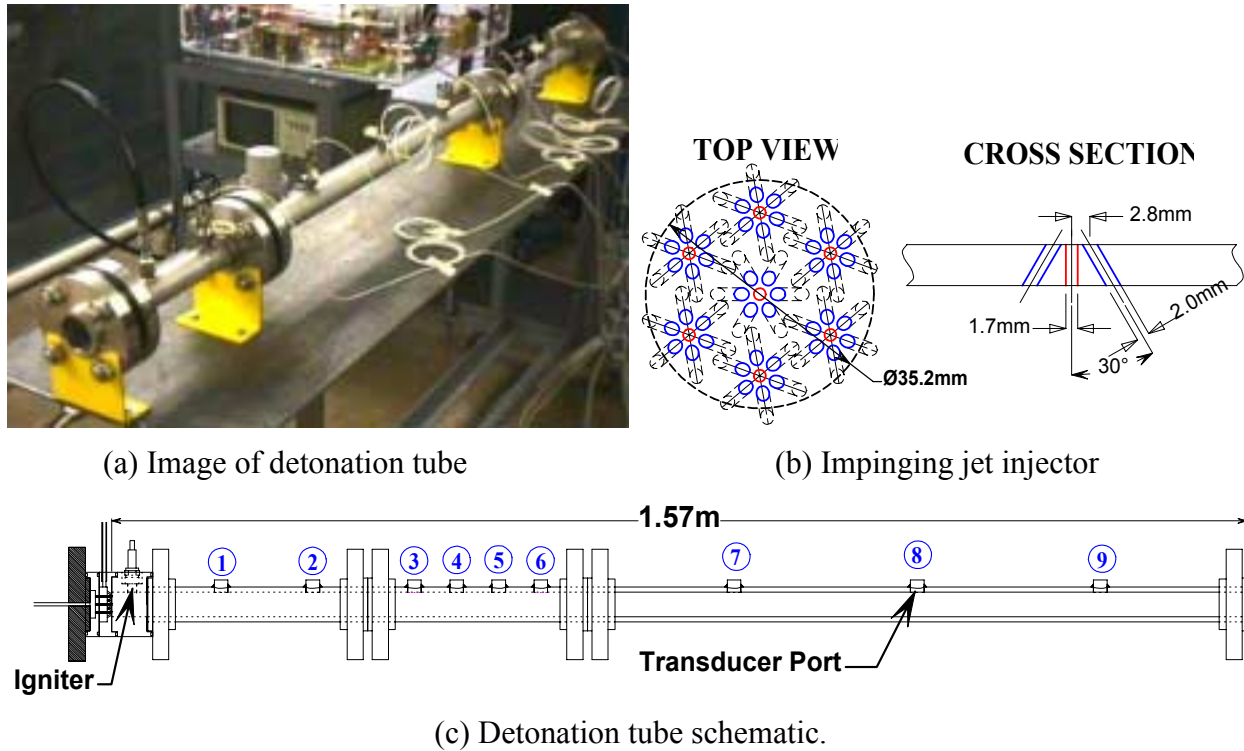 TOP VIEW
CROSS SECTION
2.8mm
1.7mm
2.0mm
30°
Ø35.2mm
(a) Image of detonation tube
(b) Impinging jet injector
1.57m
1 2 3 4 5 6 7 8 9
Igniter
Transducer Port
(c) Detonation tube schematic.